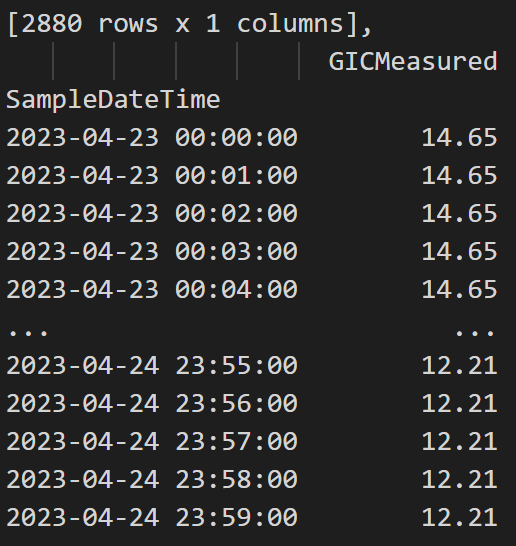 [2880 rows x 1 columns],
GICMeasured
SampleDateTime
2023-04-23 00:00:00 14.65
2023-04-23 00:01:00 14.65
2023-04-23 00:02:00 14.65
2023-04-23 00:03:00 14.65
2023-04-23 00:04:00 14.65
... ...
2023-04-24 23:55:00 12.21
2023-04-24 23:56:00 12.21
2023-04-24 23:57:00 12.21
2023-04-24 23:58:00 12.21
2023-04-24 23:59:00 12.21